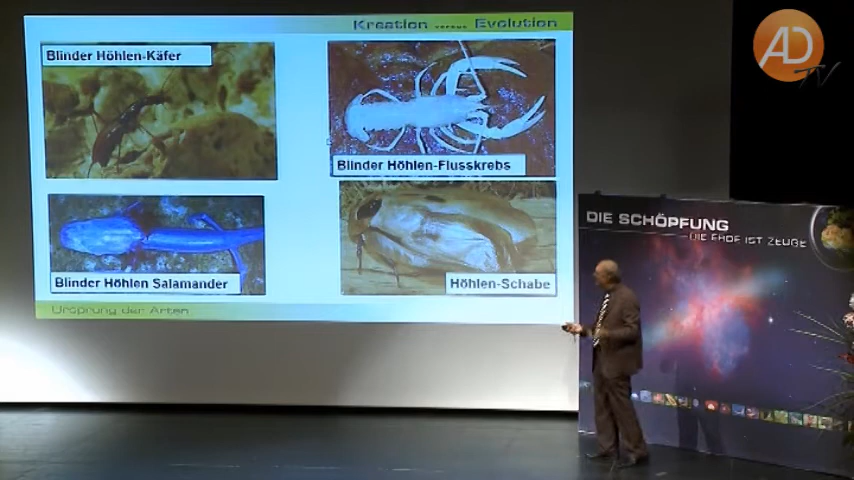 Kreation versus Evolution
Blinder Höhlen-Käfer
Blinder Höhlen-Flusskrebs
Blinder Höhlen Salamander
Höhlen-Schabe
Ursprung der Arten
DIE SCHÖPFUNG
DIE ERDE IST ZEUGE
AD
TV